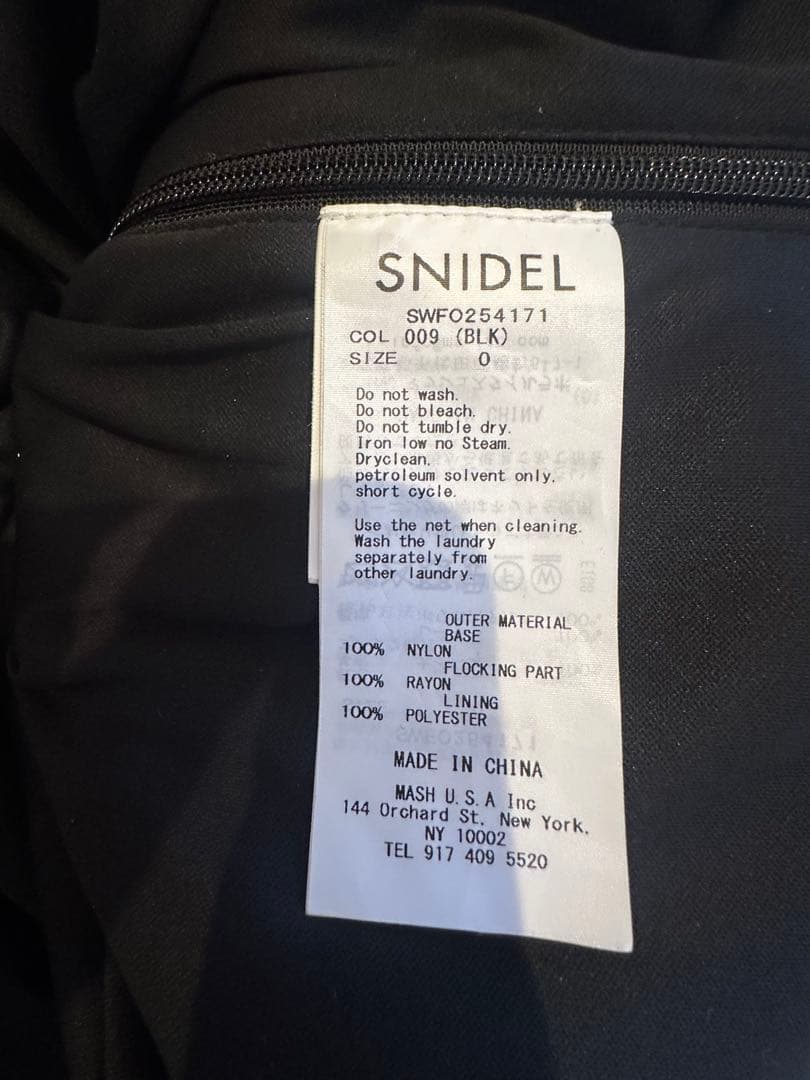 SNIDEL
SWFO254171
COL 009 (BLK)
SIZE 0
Do not wash.
Do not bleach.
Do not tumble dry.
Iron low no Steam.
Dryclean.
petroleum solvent only.
short cycle.
Use the net when cleaning.
Wash the laundry
separately from
other laundry.
OUTER MATERIAL
BASE
100% NYLON
FLOCKING PART
100% RAYON
LINING
100% POLYESTER
MADE IN CHINA
MASH U.S.A Inc
144 Orchard St. New York.
NY 10002
TEL 917 409 5520